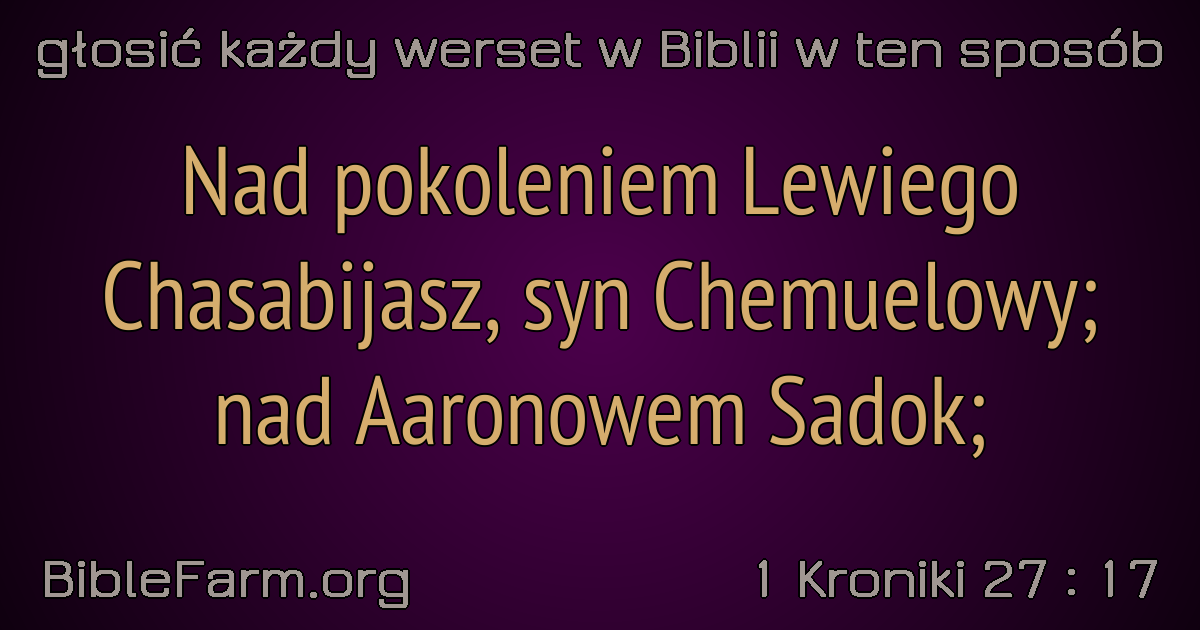 głosić każdy werset w Biblii w ten sposób
Nad pokoleniem Lewiego
Chasabijasz, syn Chemuelowy;
nad Aaronowem Sadok;
BibleFarm.org
1 Kroniki 27 : 17